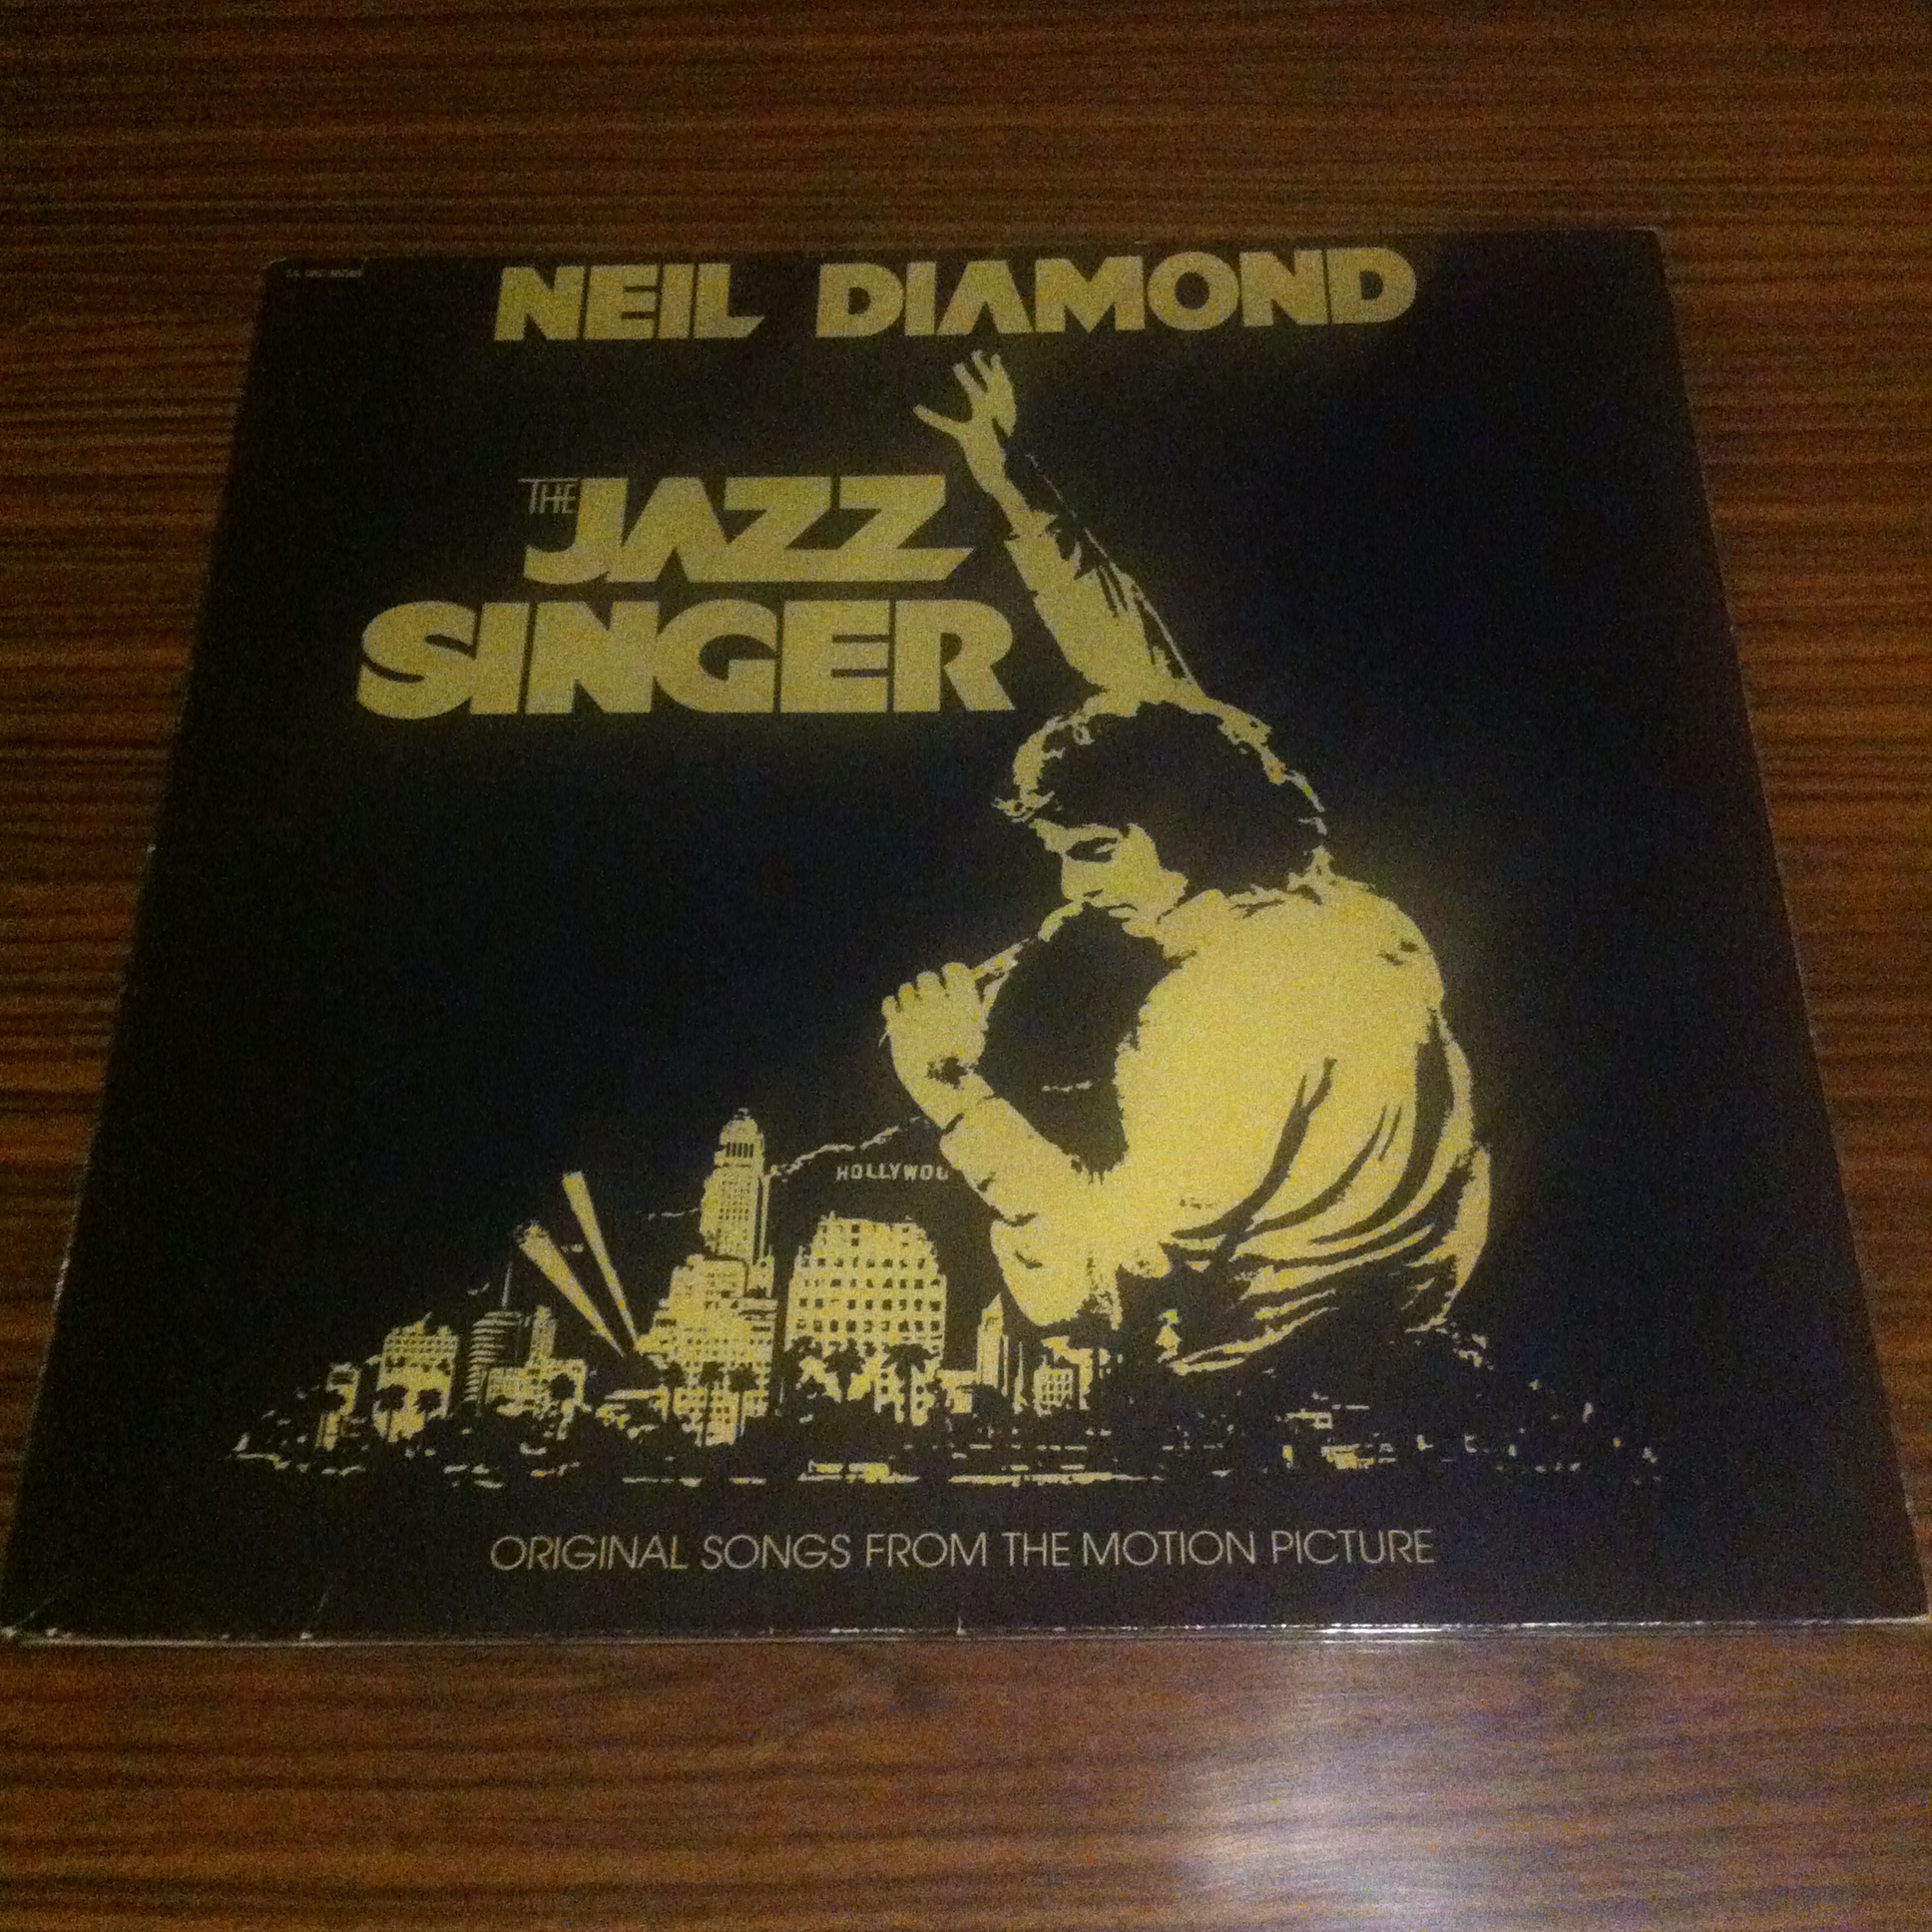 NEIL DIAMOND
THE JAZZ
SINGER
HOLLYWOO
ORIGINAL SONGS FROM THE MOTION PICTURE